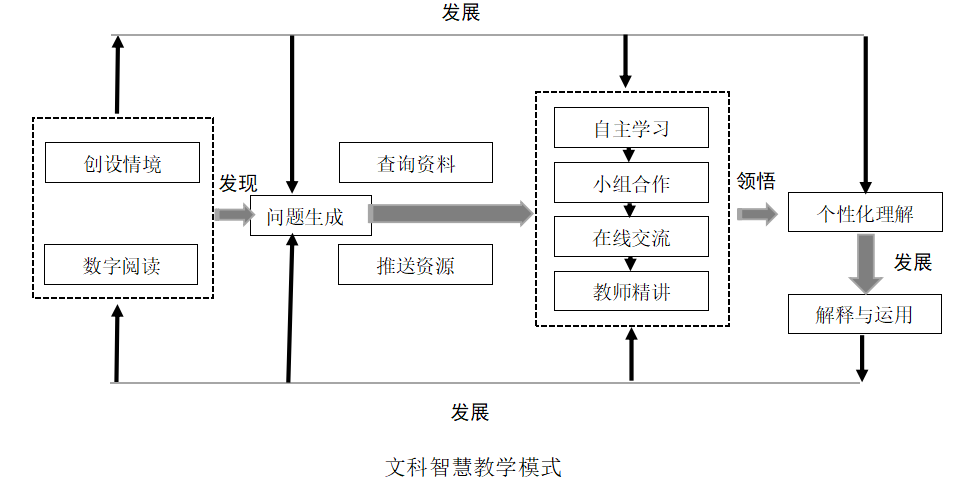 发展
创设情境
数字阅读
发现
问题生成
查询资料
推送资源
自主学习
小组合作
在线交流
教师精讲
领悟
个性化理解
发展
解释与运用
发展
文科智慧教学模式